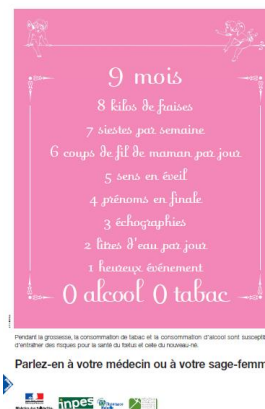 9 mois
8 kilos de fraises
7 siestes par semaine
6 coups de fil de maman par jour
5 sens en éveil
4 prénoms en finale
3 échographies
2 litres d'eau par jour
1 heureux événement
0 alcool 0 tabac
Pendant la grossesse, la consommation de tabac et la consommation d'alcool sont suscepti
d'entraîner des risques pour la santé du fœtus et celle du nouveau-né.
Parlez-en à votre médecin ou à votre sage-femm
inpes